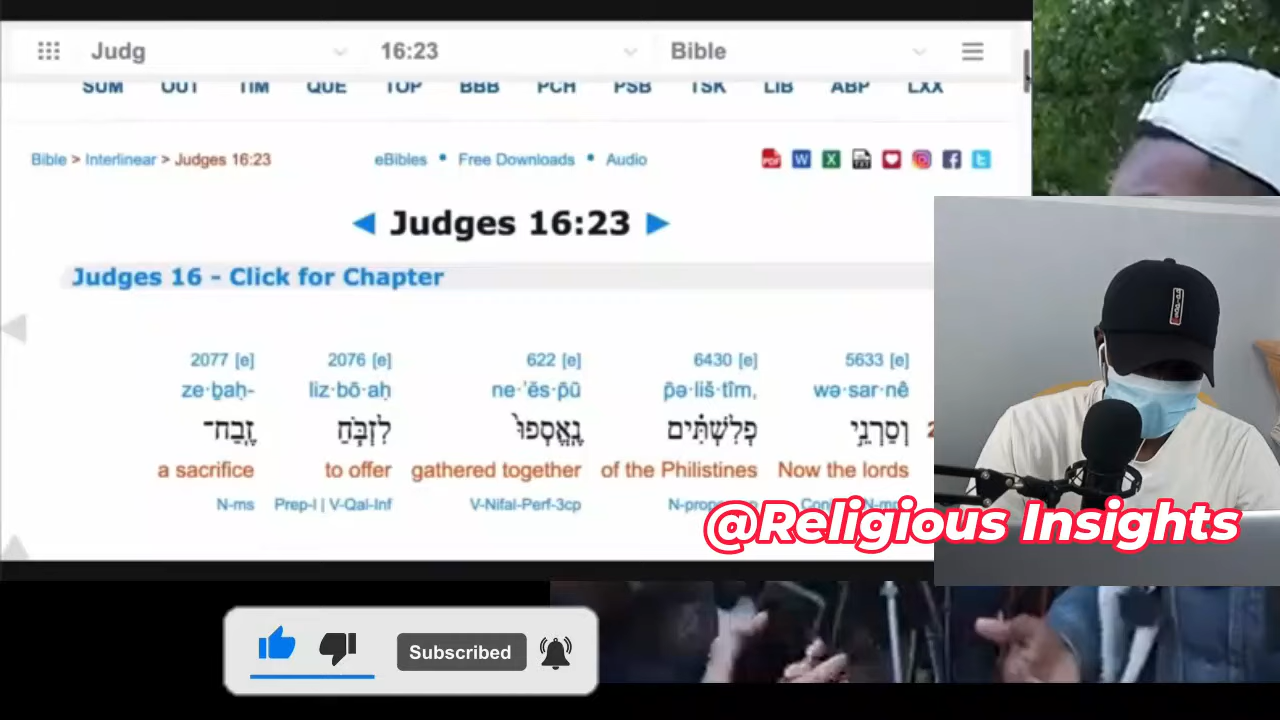 Judg 16:23 Bible
SUM OUT TIM QUE TOP BBB PCH PSB TSK LIB ABP LXX
Bible > Interlinear > Judges 16:23 eBibles • Free Downloads • Audio
◄ Judges 16:23 ►
Judges 16 - Click for Chapter
2077 [e] 2076 [e] 622 [e] 6430 [e] 5633 [e]
ze·ḇaḥ- liz·bō·aḥ ne·’ĕs·p̄ū p̄ə·liš·tîm, wə·sar·nê
זֶֽבַח־ לִזְבֹּ֧חַ נֶֽאֱסְפוּ֙ פְלִשְׁתִּ֗ים וְסַרְנֵ֣י
a sacrifice to offer gathered together of the Philistines Now the lords
N-ms Prep-l | V-Qal-Inf V-Nifal-Perf-3cp
@Religious Insights
Subscribed